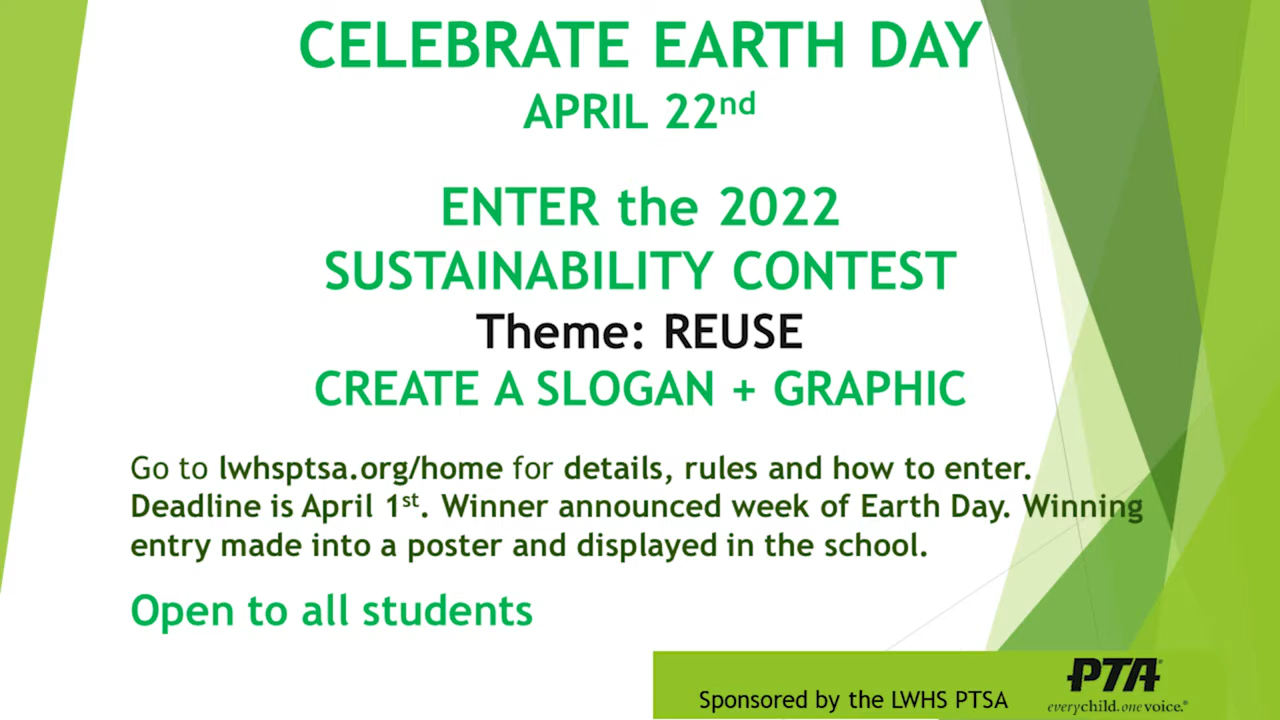 CELEBRATE EARTH DAY
APRIL 22nd
ENTER the 2022
SUSTAINABILITY CONTEST
Theme: REUSE
CREATE A SLOGAN + GRAPHIC
Go to lwhsptsa.org/home for details, rules and how to enter.
Deadline is April 1st. Winner announced week of Earth Day. Winning
entry made into a poster and displayed in the school.
Open to all students
Sponsored by the LWHS PTSA
PTA
everychild.onevoice.®